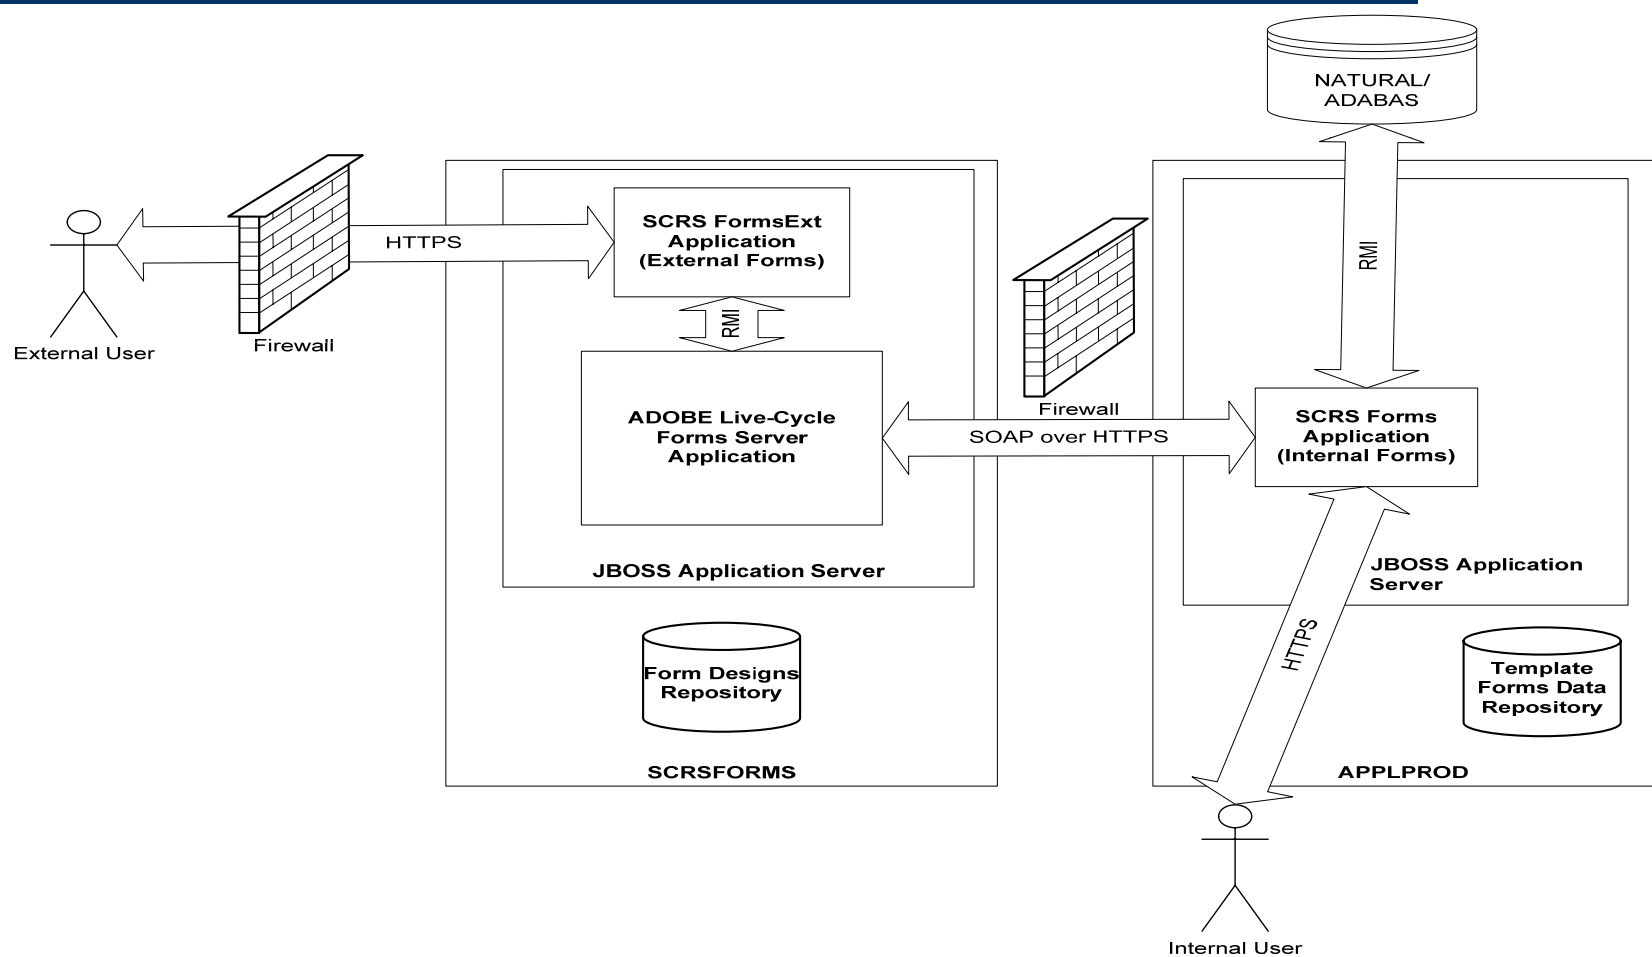 NATURAL/
ADABAS
SCRS FormsExt
Application
(External Forms)
HTTPS
RMI
RMI
External User
Firewall
ADOBE Live-Cycle
Forms Server
Application
Firewall
SOAP over HTTPS
SCRS Forms
Application
(Internal Forms)
JBOSS Application Server
JBOSS Application
Server
HTTPS
Form Designs
Repository
Template
Forms Data
Repository
SCRSFORMS
APPLPROD
Internal User